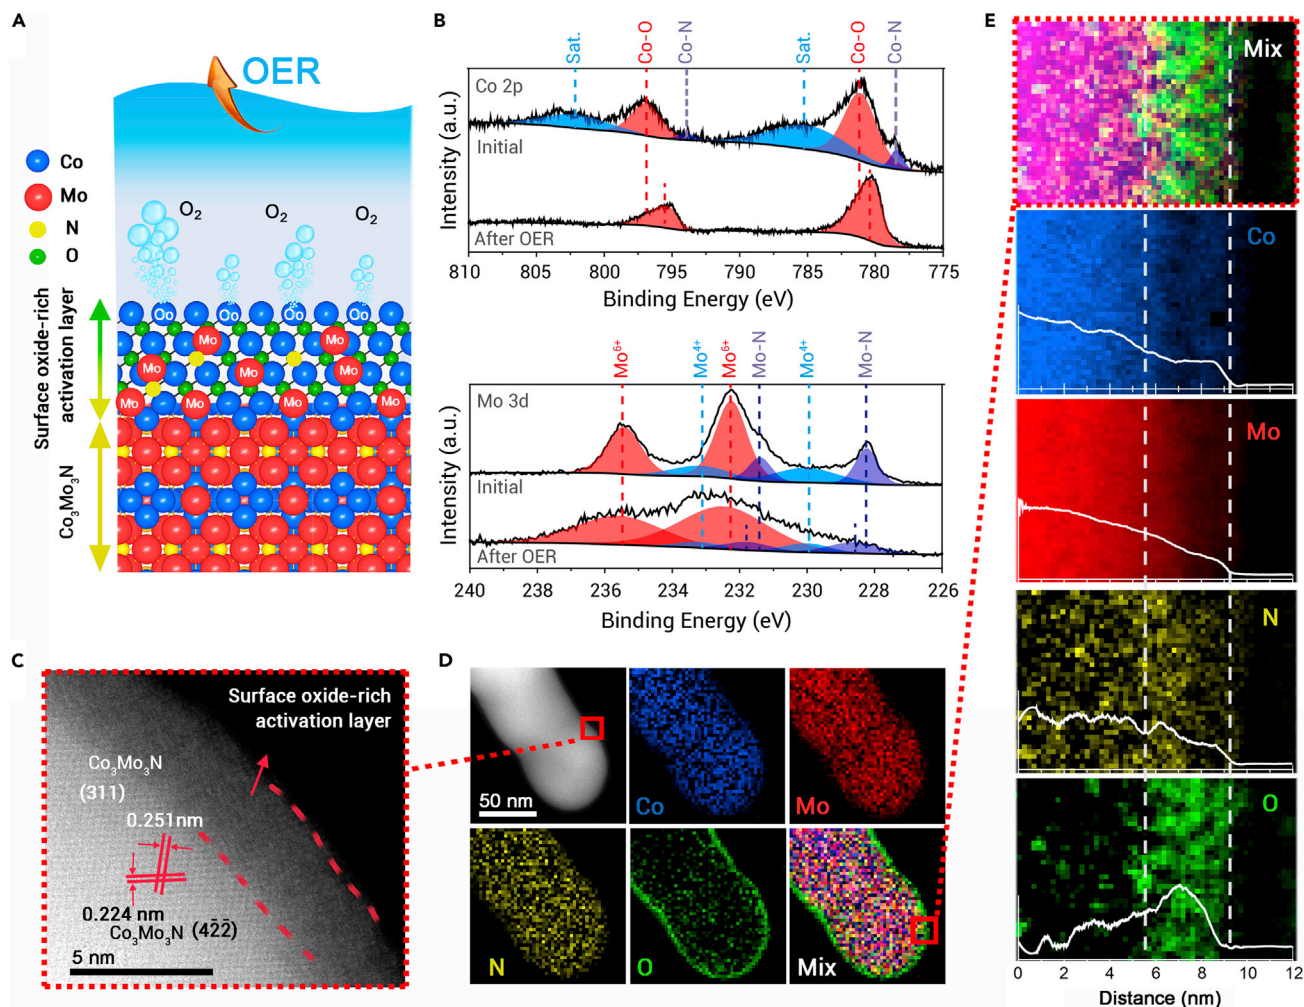 A
OER
Co
Mo
N
O
O₂
O₂
O₂
Co
Co
Co
Co
Mo
Mo
Mo
Mo
Mo
Mo
Mo
Mo
Mo
Surface oxide-rich
activation layer
Co₃Mo₃N
B
Sat.
Co-O
Co-N
Sat.
Co-O
Co-N
Co 2p
Initial
After OER
Intensity (a.u.)
810 805 800 795 790 785 780 775
Binding Energy (eV)
Mo⁶⁺
Mo⁴⁺
Mo⁶⁺
Mo-N
Mo⁴⁺
Mo-N
Mo 3d
Initial
After OER
Intensity (a.u.)
240 238 236 234 232 230 228 226
Binding Energy (eV)
C
Surface oxide-rich
activation layer
Co₃Mo₃N
(311)
0.251nm
0.224 nm
Co₃Mo₃N (42̄2̄)
5 nm
D
50 nm
Co
Mo
N
O
Mix
E
Mix
Co
Mo
N
O
0 2 4 6 8 10 12
Distance (nm)